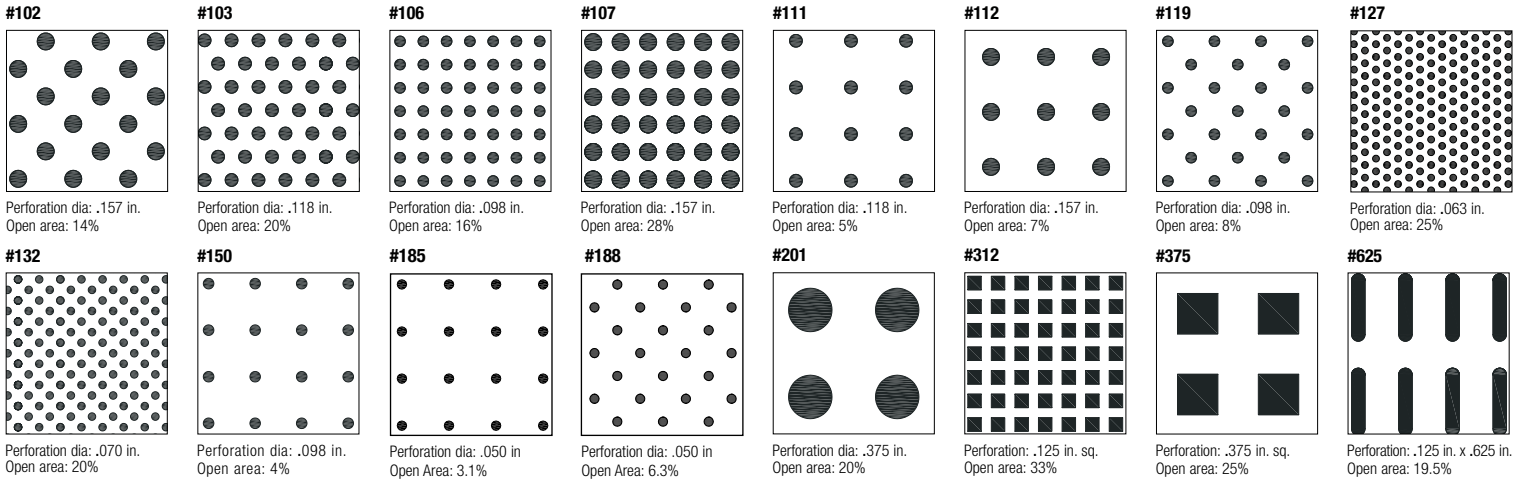 #102
Perforation dia: .157 in.
Open area: 14%
#103
Perforation dia: .118 in.
Open area: 20%
#106
Perforation dia: .098 in.
Open area: 16%
#107
Perforation dia: .157 in.
Open area: 28%
#111
Perforation dia: .118 in.
Open area: 5%
#112
Perforation dia: .157 in.
Open area: 7%
#119
Perforation dia: .098 in.
Open area: 8%
#127
Perforation dia: .063 in.
Open area: 25%
#132
Perforation dia: .070 in.
Open area: 20%
#150
Perforation dia: .098 in.
Open area: 4%
#185
Perforation dia: .050 in
Open Area: 3.1%
#188
Perforation dia: .050 in
Open Area: 6.3%
#201
Perforation dia: .375 in.
Open area: 20%
#312
Perforation: .125 in. sq.
Open area: 33%
#375
Perforation: .375 in. sq.
Open area: 25%
#625
Perforation: .125 in. x .625 in.
Open area: 19.5%